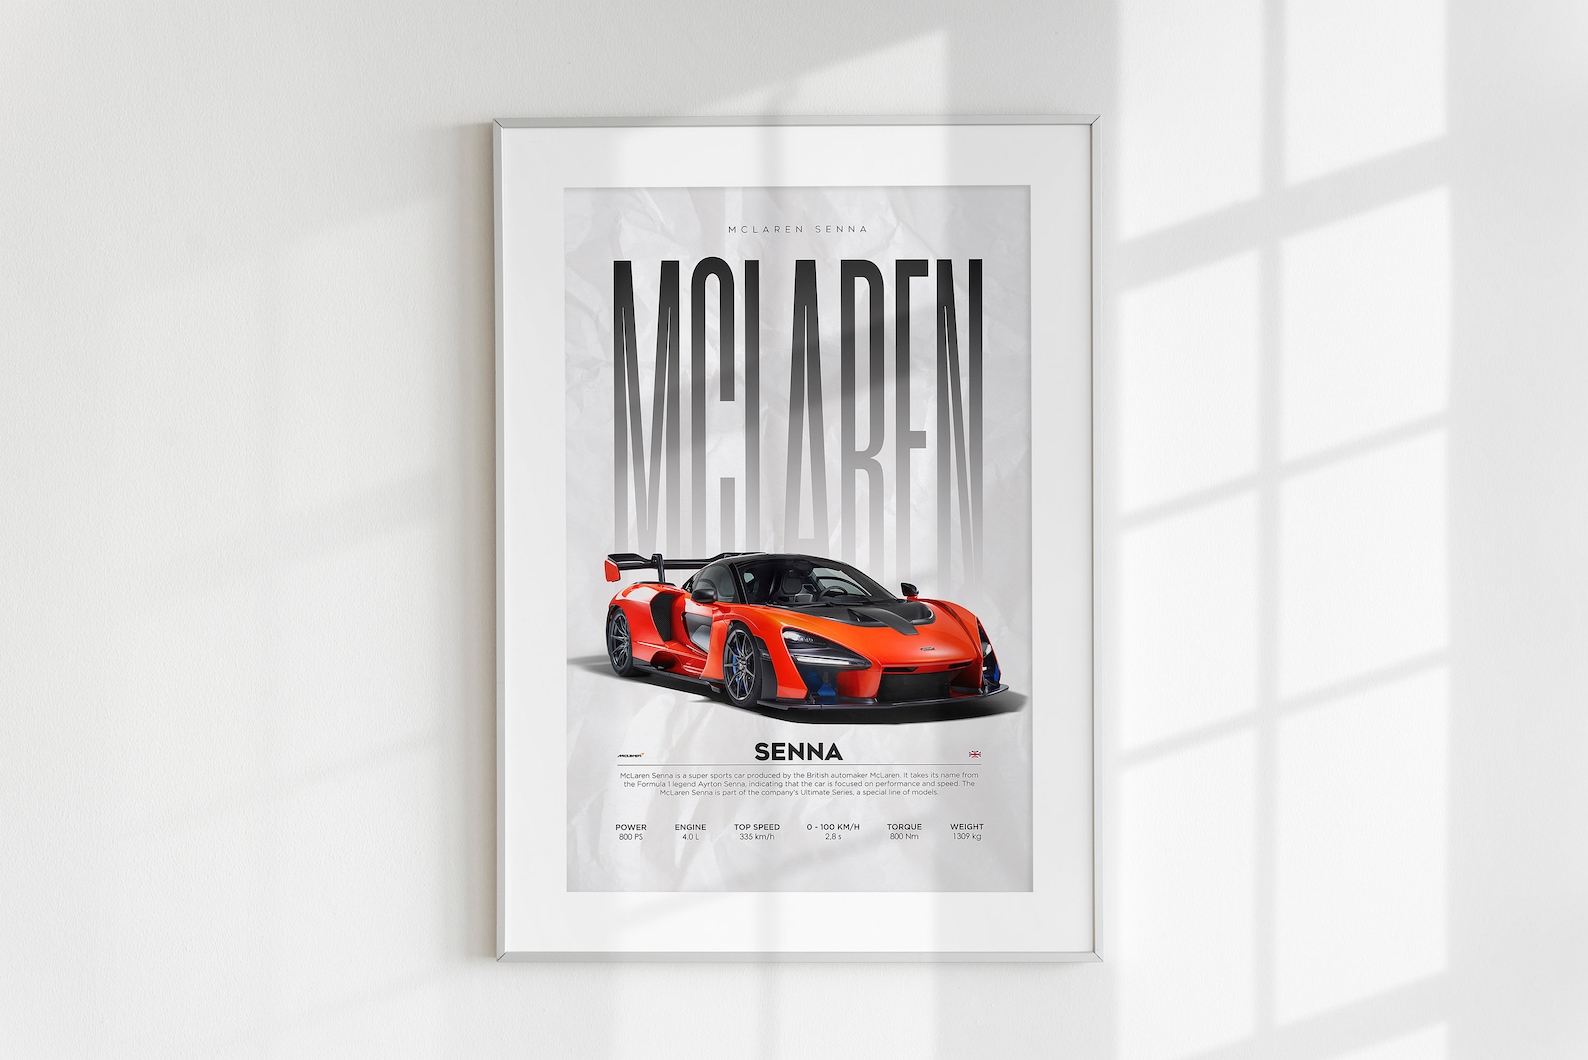 MCLAREN SENNA
MCLAREN
McLaren
SENNA
McLaren Senna is a super sports car produced by the British automaker McLaren. It takes its name from
the Formula 1 legend Ayrton Senna, indicating that the car is focused on performance and speed. The
McLaren Senna is part of the company's Ultimate Series, a special line of models.
POWER ENGINE TOP SPEED 0 - 100 KM/H TORQUE WEIGHT
800 PS 4.0 L 335 km/h 2,8 s 800 Nm 1309 kg